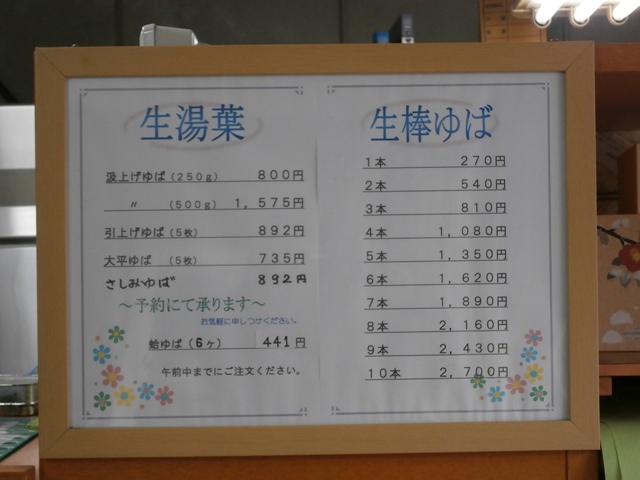 生湯葉
汲上げゆば(250g) 800円
〃 (500g) 1,575円
引上げゆば(5枚) 892円
大平ゆば (5枚) 735円
さしみゆば 892円
～予約にて承ります～
お気軽に申しつけください。
蛤ゆば(6ヶ) 441円
午前中までにご注文ください。
生棒ゆば
1本 270円
2本 540円
3本 810円
4本 1,080円
5本 1,350円
6本 1,620円
7本 1,890円
8本 2,160円
9本 2,430円
10本 2,700円